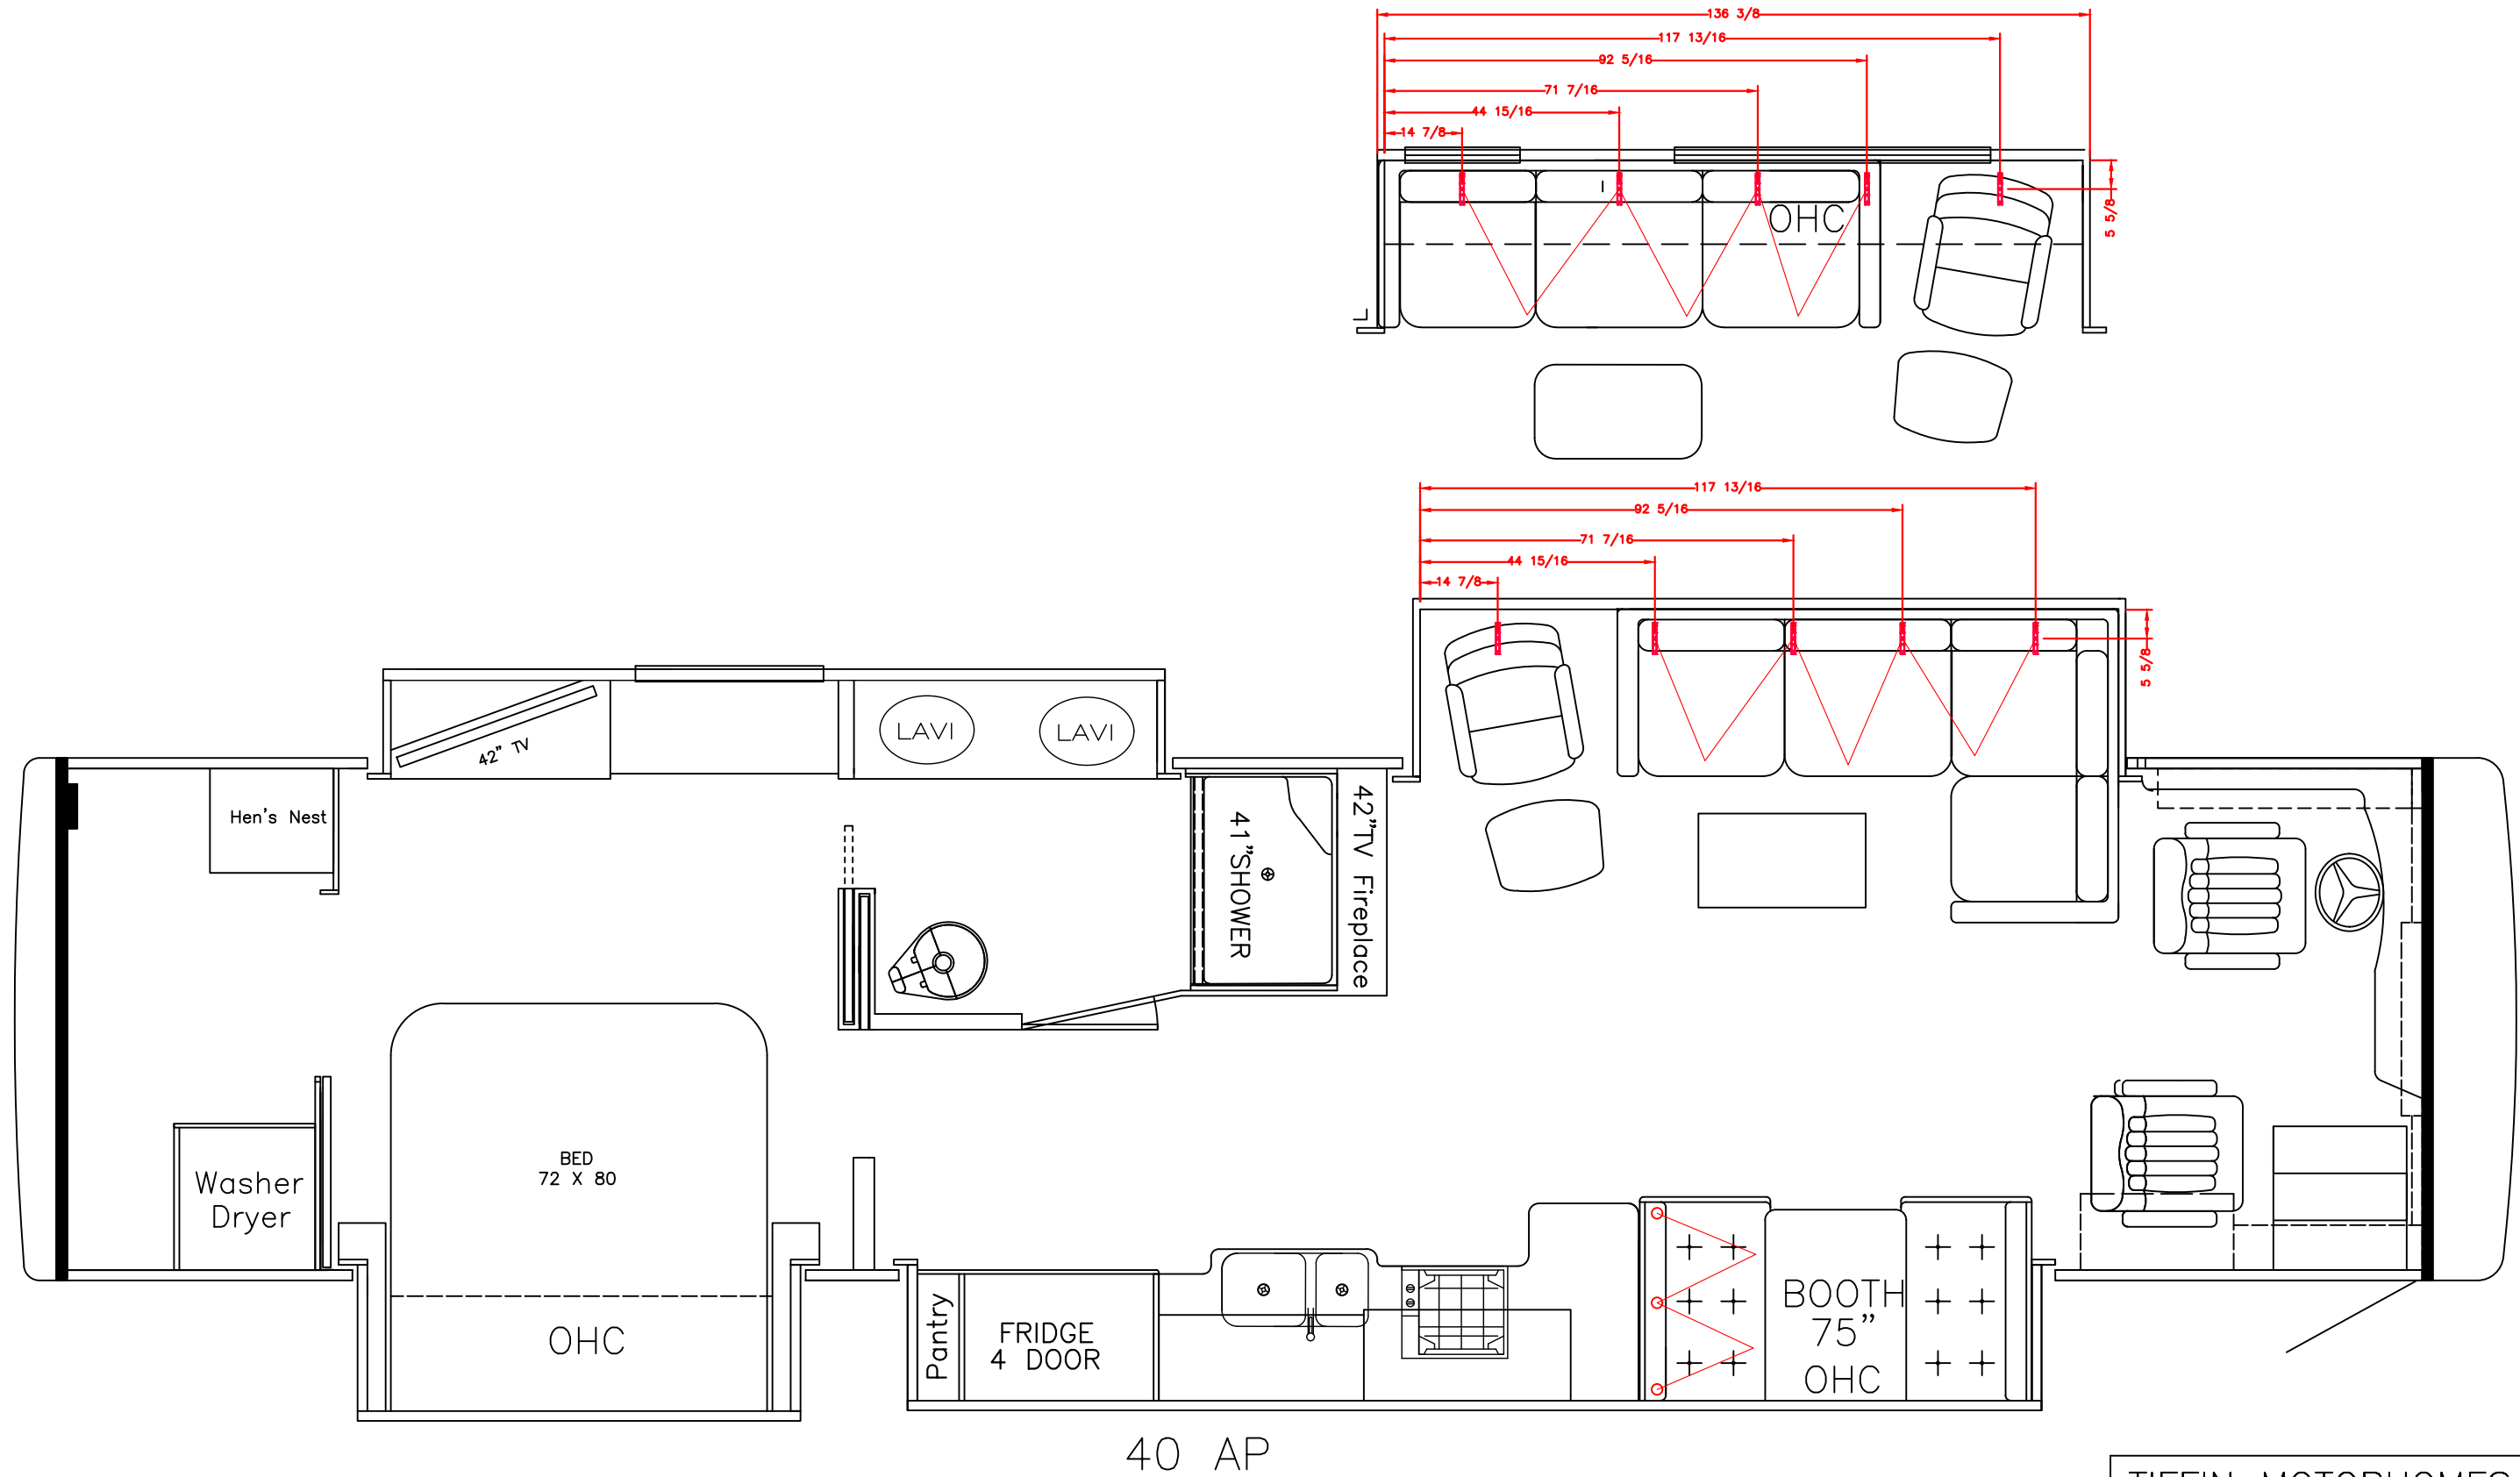 136 3/8
117 13/16
92 5/16
71 7/16
44 15/16
14 7/8
5 5/8
OHC
117 13/16
92 5/16
71 7/16
44 15/16
14 7/8
5 5/8
42" TV
LAVI
LAVI
Hen's Nest
41"SHOWER
42"TV Fireplace
Washer
Dryer
BED
72 X 80
OHC
Pantry
FRIDGE
4 DOOR
BOOTH
75"
OHC
40 AP
TIFFIN MOTORHOMES